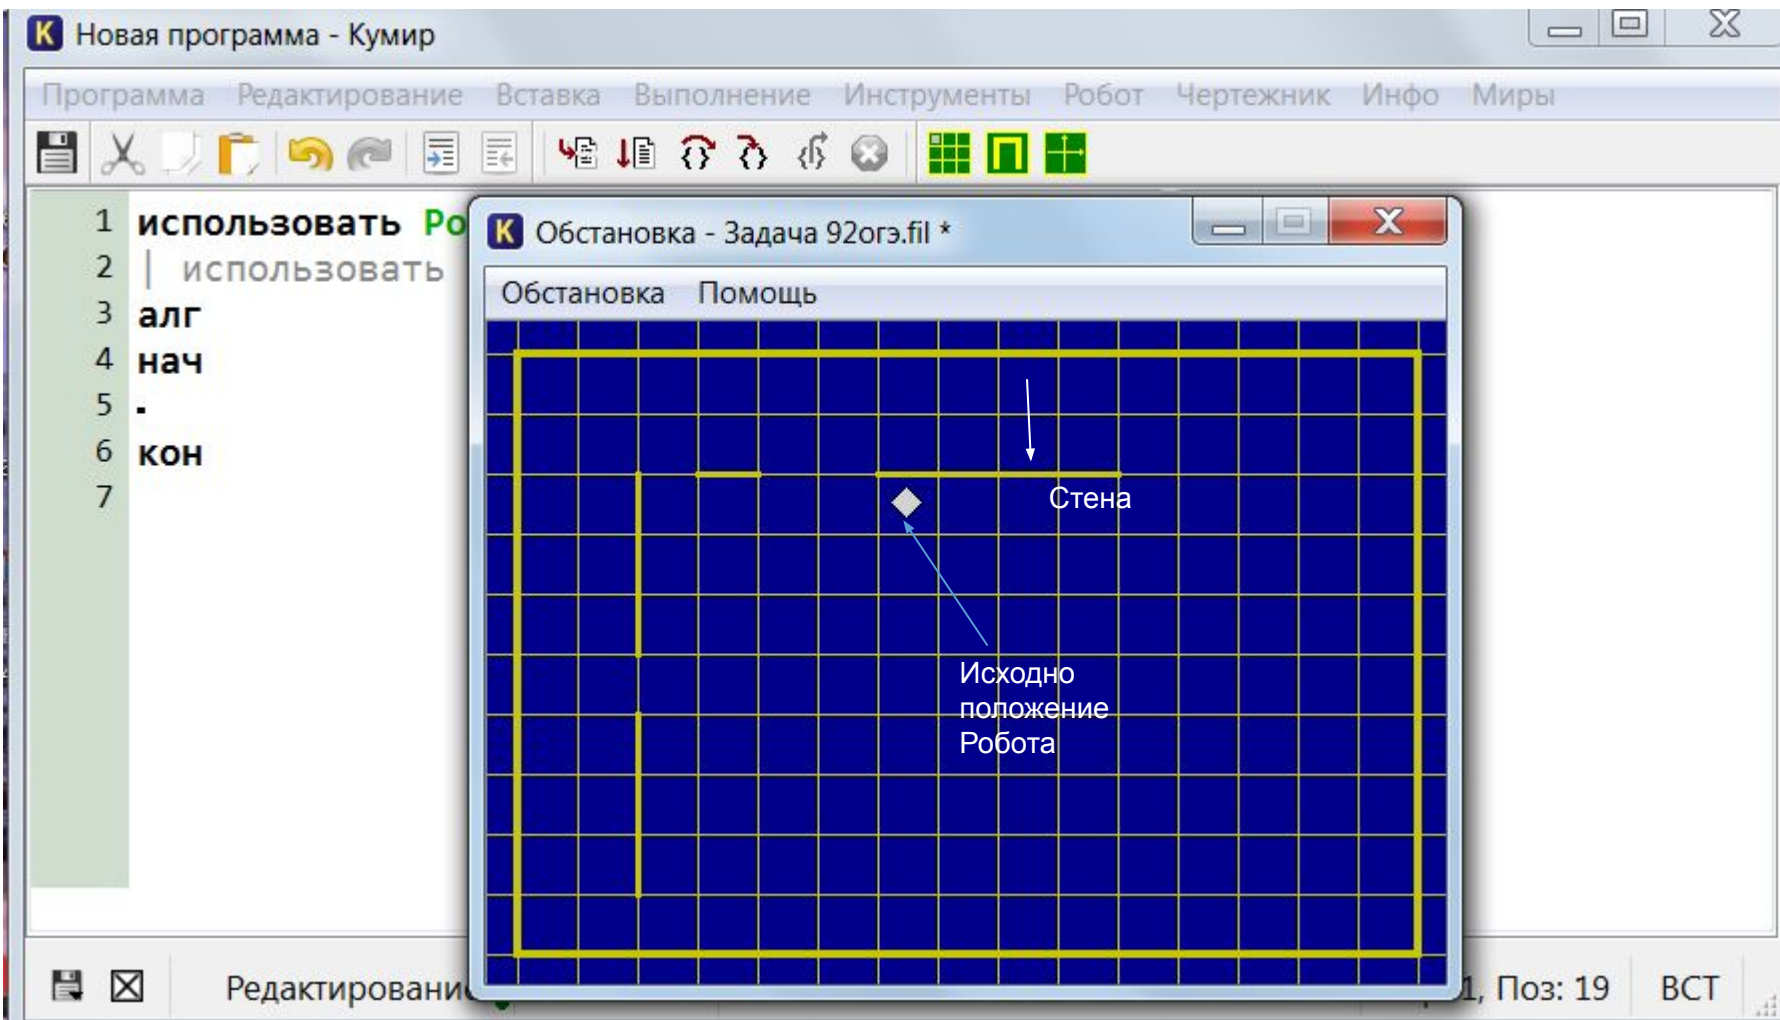 Новая программа - Кумир
Программа Редактирование Вставка Выполнение Инструменты Робот Чертежник Инфо Миры
1 использовать
2 | использовать
3 алг
4 нач
5 .
6 кон
7
Обстановка - Задача 92огэ.fil *
Обстановка Помощь
Стена
Исходно
положение
Робота
Редактировани
1, Поз: 19 ВСТ